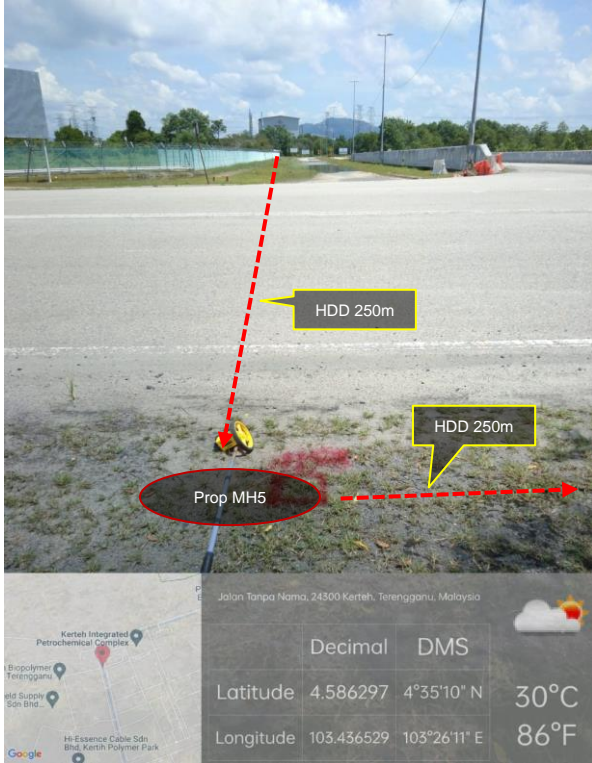 HDD 250m
HDD 250m
Prop MH5
Jalan Tanpa Nama, 24300 Kerteh, Terengganu, Malaysia
Decimal DMS
Latitude 4.586297 4°35'10" N
Longitude 103.436529 103°26'11" E
30°C
86°F
Kerteh Integrated
Petrochemical Complex
Biopolymer
Terengganu
Supply
Sdn Bhd...
Hi-Essence Cable Sdn
Bhd, Kertih Polymer Park
Google